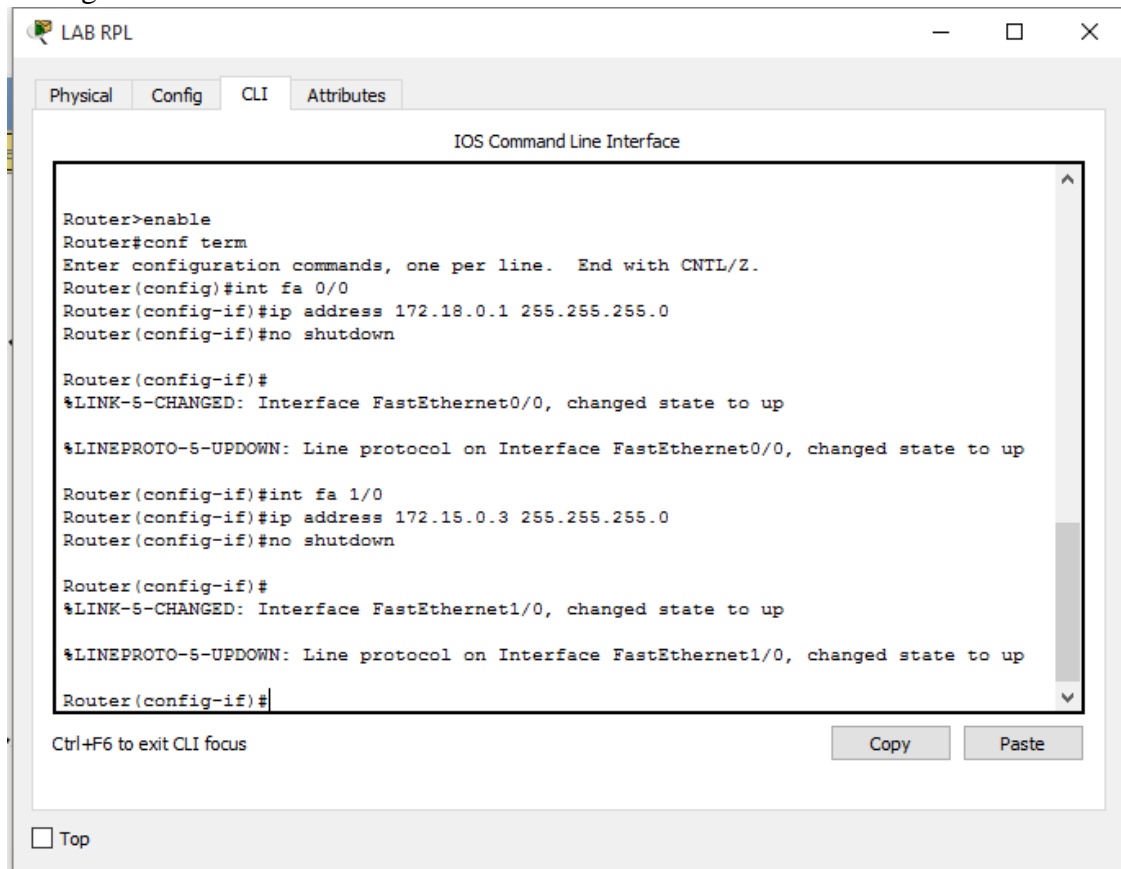 LAB RPL
Physical Config CLI Attributes
IOS Command Line Interface
Router>enable
Router#conf term
Enter configuration commands, one per line.  End with CNTL/Z.
Router(config)#int fa 0/0
Router(config-if)#ip address 172.18.0.1 255.255.255.0
Router(config-if)#no shutdown
Router(config-if)#
%LINK-5-CHANGED: Interface FastEthernet0/0, changed state to up
%LINEPROTO-5-UPDOWN: Line protocol on Interface FastEthernet0/0, changed state to up
Router(config-if)#int fa 1/0
Router(config-if)#ip address 172.15.0.3 255.255.255.0
Router(config-if)#no shutdown
Router(config-if)#
%LINK-5-CHANGED: Interface FastEthernet1/0, changed state to up
%LINEPROTO-5-UPDOWN: Line protocol on Interface FastEthernet1/0, changed state to up
Router(config-if)#
Ctrl+F6 to exit CLI focus
Copy Paste
Top